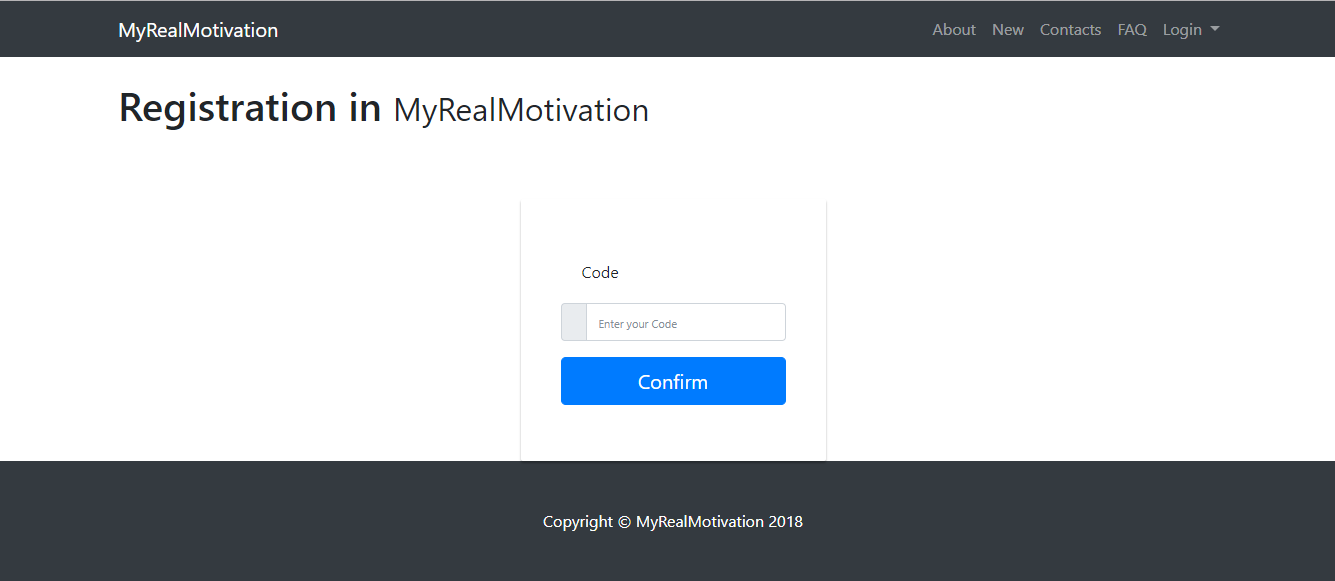 MyRealMotivation About New Contacts FAQ Login
Registration in MyRealMotivation
Code
Enter your Code
Confirm
Copyright © MyRealMotivation 2018